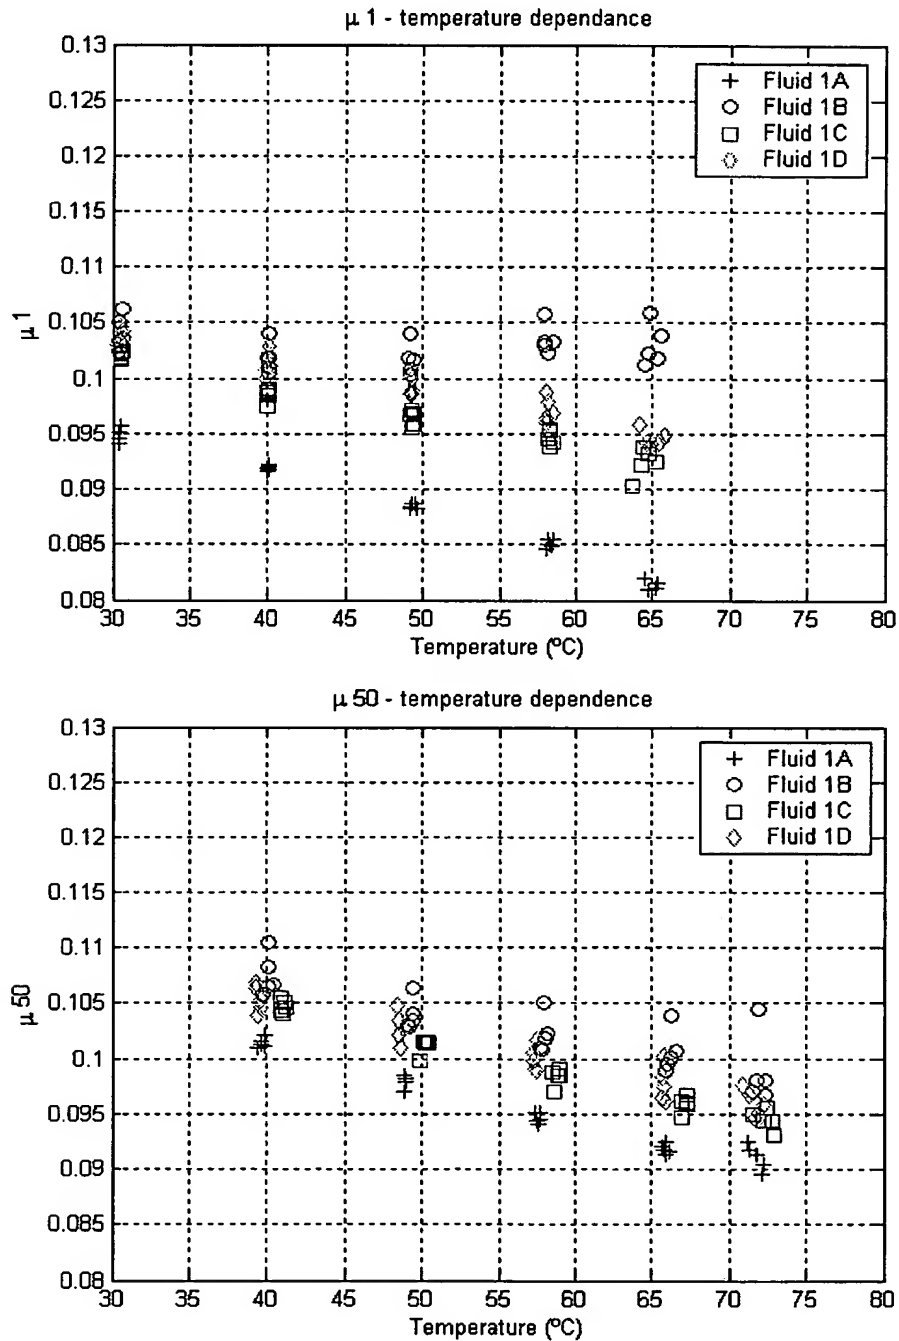 μ 1 - temperature dependance
0.13
0.125
0.12
0.115
0.11
0.105
0.1
0.095
0.09
0.085
0.08
μ 1
Fluid 1A
Fluid 1B
Fluid 1C
Fluid 1D
30 35 40 45 50 55 60 65 70 75 80
Temperature (ºC)
μ 50 - temperature dependence
0.13
0.125
0.12
0.115
0.11
0.105
0.1
0.095
0.09
0.085
0.08
μ 50
Fluid 1A
Fluid 1B
Fluid 1C
Fluid 1D
30 35 40 45 50 55 60 65 70 75 80
Temperature (ºC)